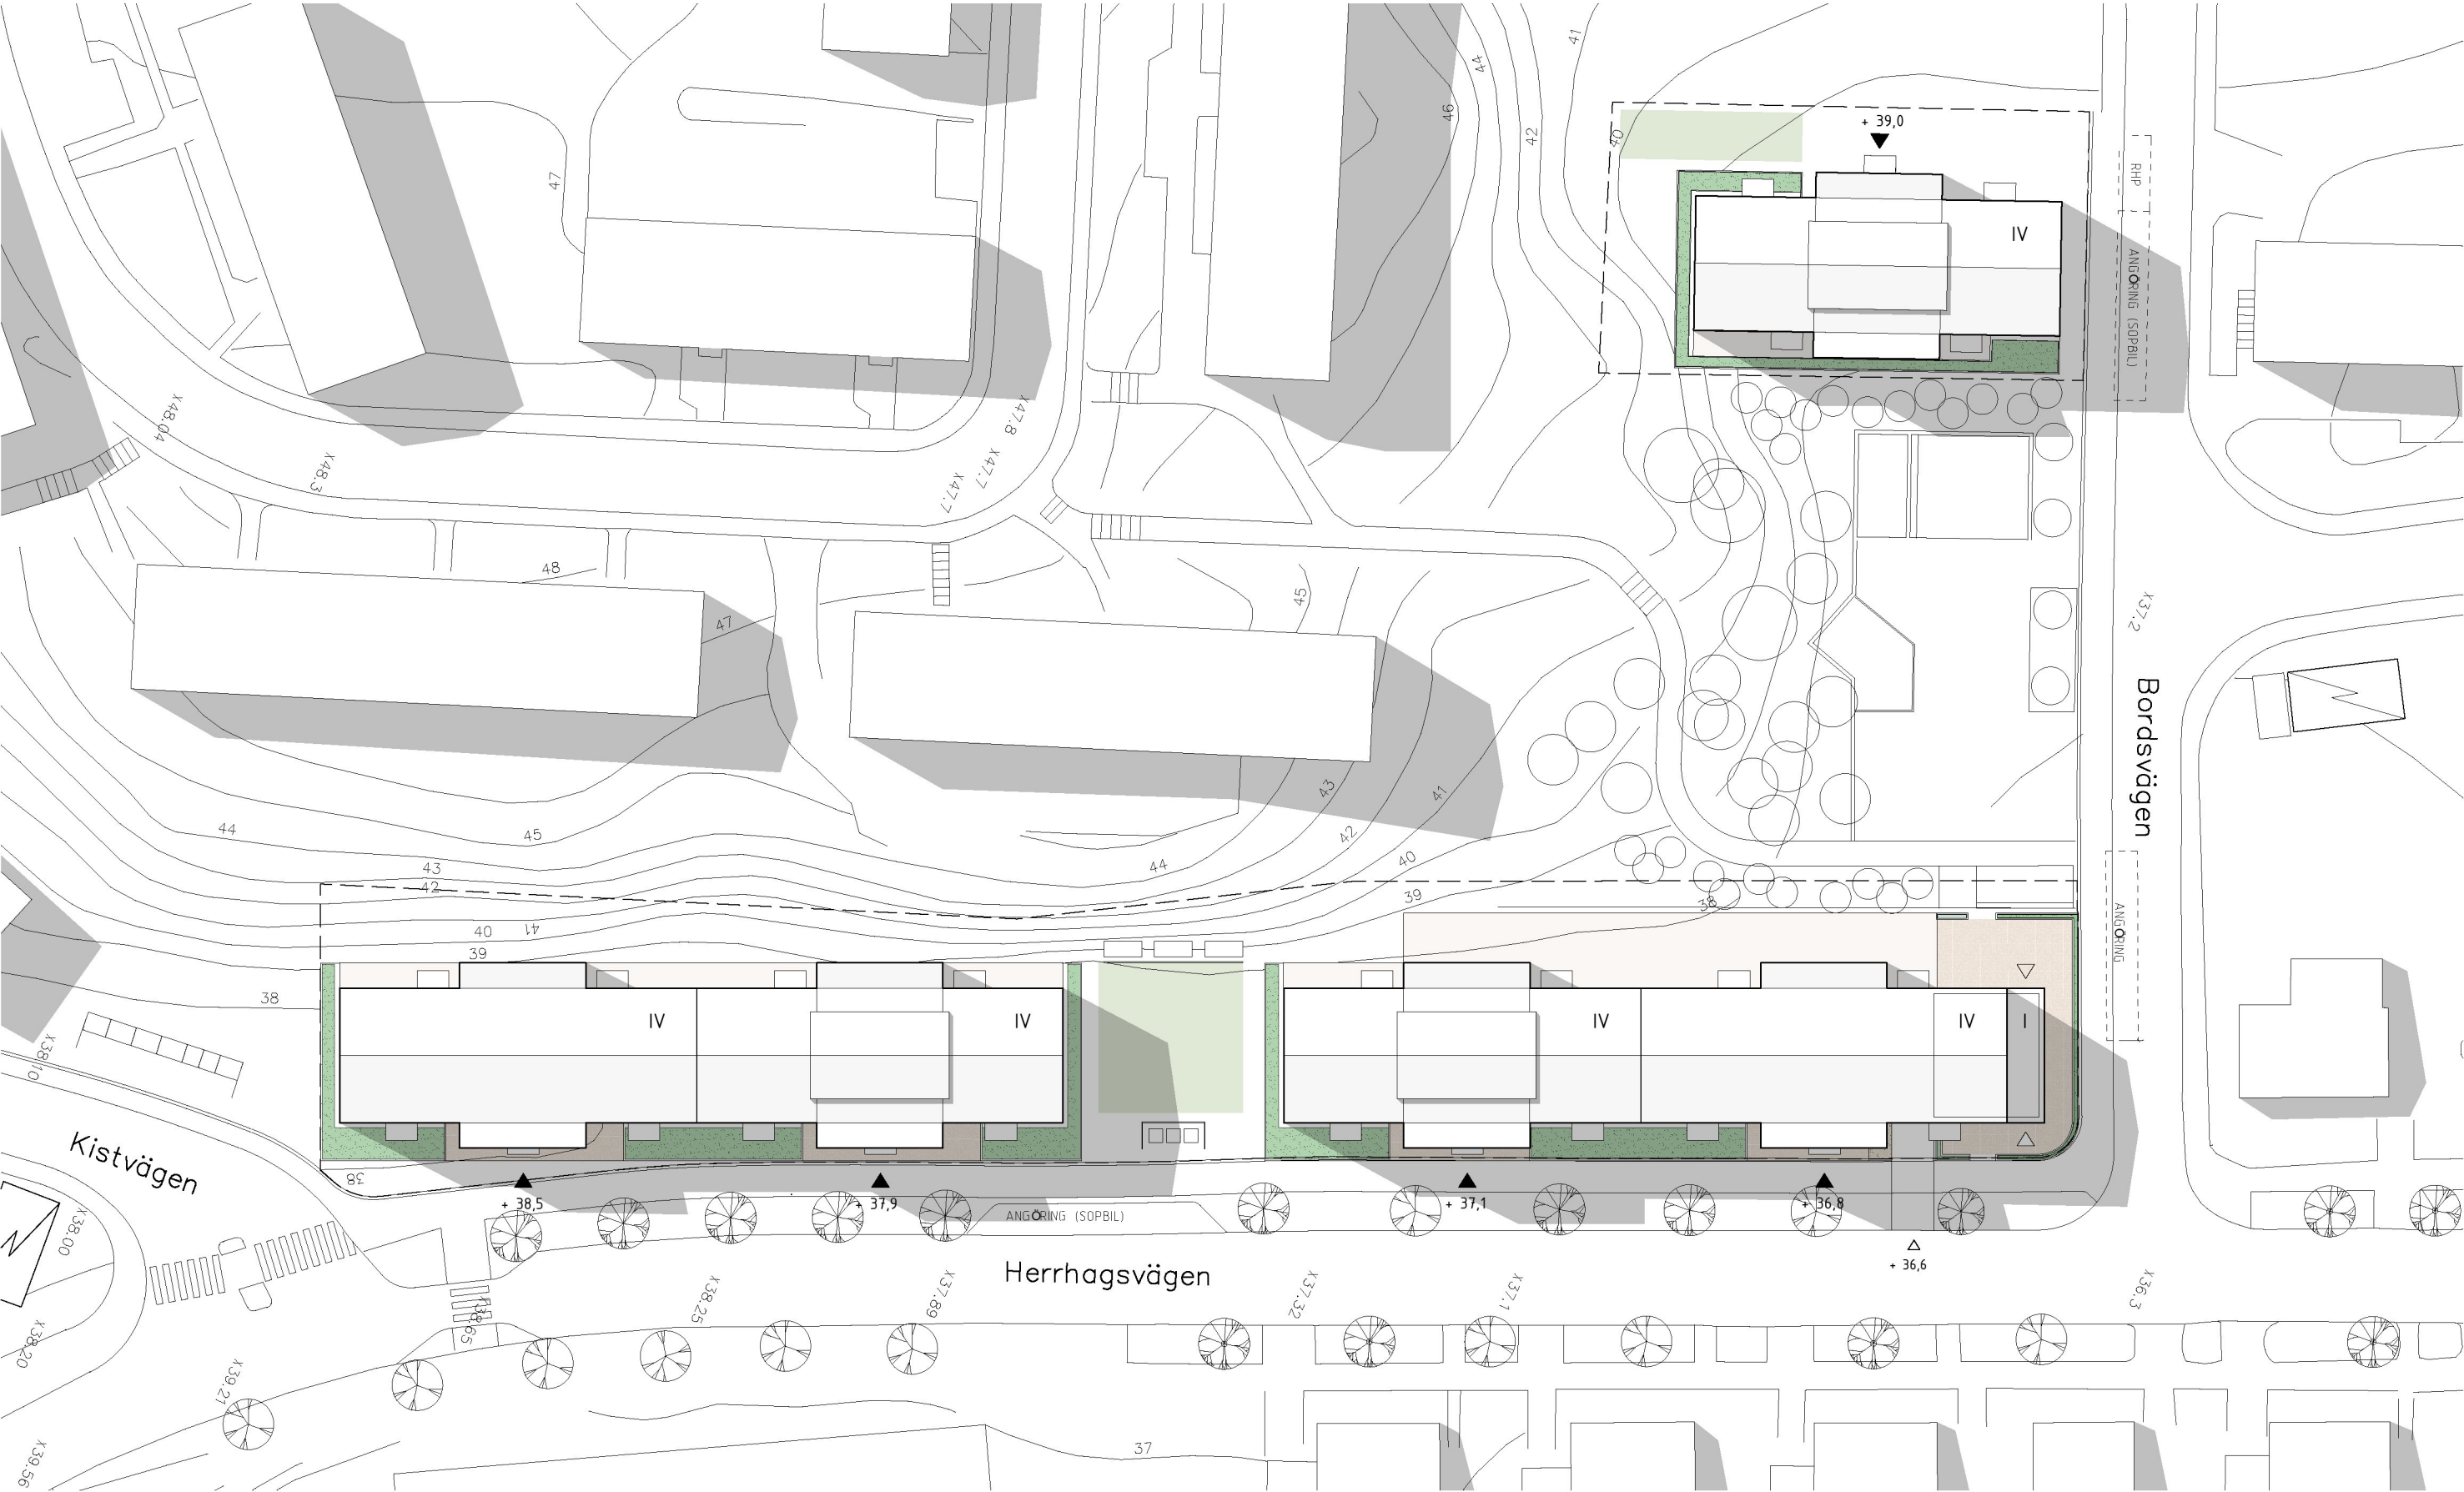 41
44
46
42
40
+ 39,0
RHP
47
IV
ANGÖRING (SOPBIL)
x48.04
x48.3
x47.8
x47.7
x47.7
48
45
47
x37.2
Bordsvägen
43
41
44
45
42
43
44
40
42
39
38
ANGÖRING
40
41
39
38
IV
IV
IV
IV
I
x38.10
Kistvägen
38
+ 38,5
+ 37,9
+ 37,1
+ 36,8
ANGÖRING (SOPBIL)
x38.00
+ 36,6
Herrhagsvägen
x38.25
x37.89
x37.32
x37.1
x36.3
x38.65
x38.20
x39.21
37
x39.56